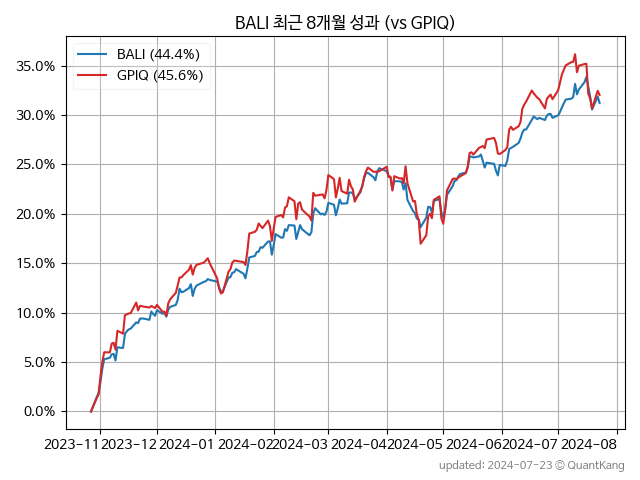 BALI 최근 8개월 성과 (vs GPIQ)
BALI (44.4%)
GPIQ (45.6%)
35.0%
30.0%
25.0%
20.0%
15.0%
10.0%
5.0%
0.0%
2023-11 2023-12 2024-01 2024-02 2024-03 2024-04 2024-05 2024-06 2024-07 2024-08
updated: 2024-07-23 © QuantKang